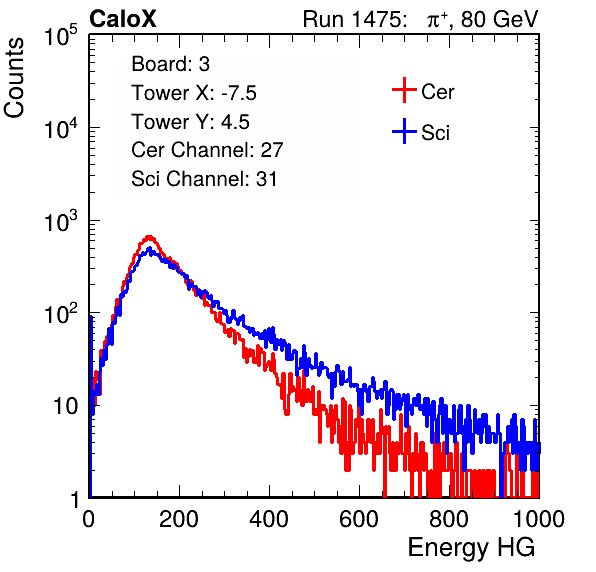 CaloX Run 1475: π⁺, 80 GeV
Counts
Board: 3
Tower X: -7.5
Tower Y: 4.5
Cer Channel: 27
Sci Channel: 31
Cer
Sci
10⁵
10⁴
10³
10²
10
1
0 200 400 600 800 1000
Energy HG